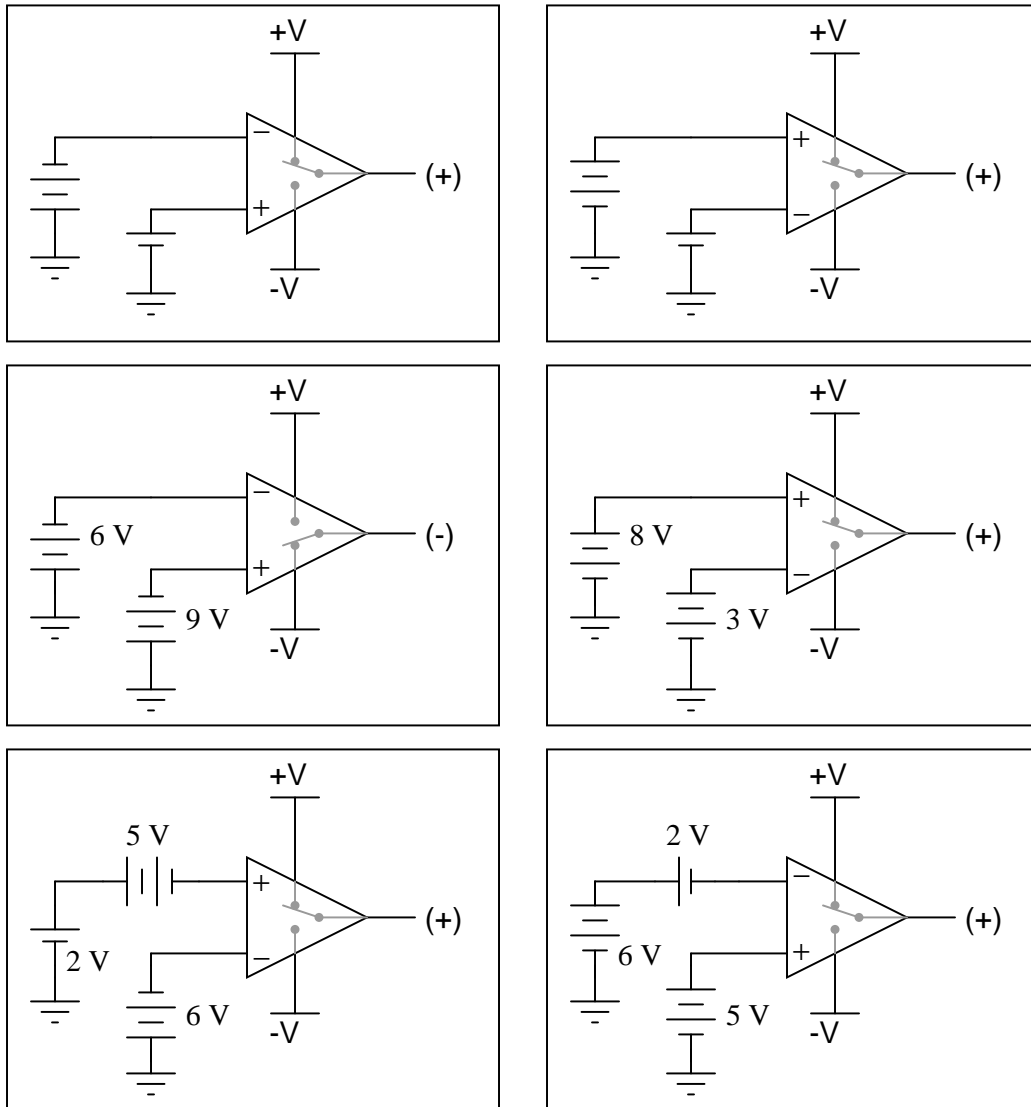 +V
−
+
(+)
-V
+V
+
−
(+)
-V
+V
−
6 V
(-)
+
9 V
-V
+V
+
8 V
(+)
−
3 V
-V
+V
5 V
+
(+)
−
2 V
6 V
-V
+V
2 V
−
(+)
6 V
+
5 V
-V